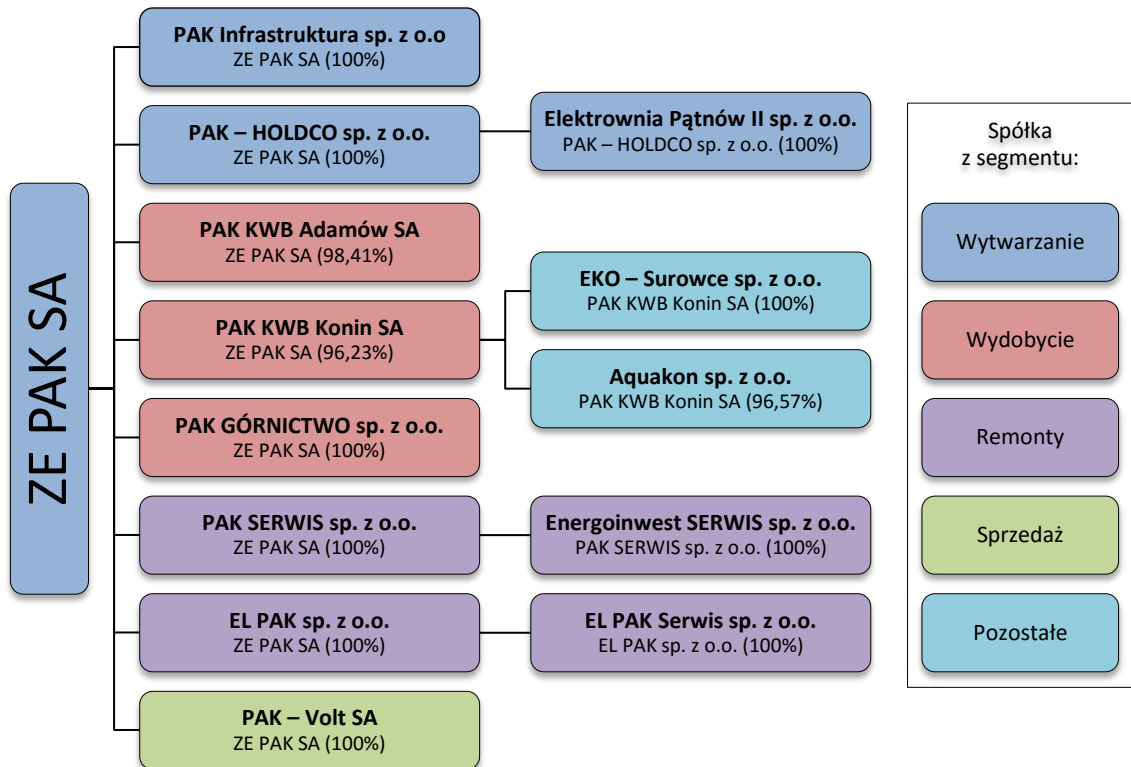 ZE PAK SA
PAK Infrastruktura sp. z o.o
ZE PAK SA (100%)
PAK – HOLDCO sp. z o.o.
ZE PAK SA (100%)
PAK KWB Adamów SA
ZE PAK SA (98,41%)
PAK KWB Konin SA
ZE PAK SA (96,23%)
PAK GÓRNICTWO sp. z o.o.
ZE PAK SA (100%)
PAK SERWIS sp. z o.o.
ZE PAK SA (100%)
EL PAK sp. z o.o.
ZE PAK SA (100%)
PAK – Volt SA
ZE PAK SA (100%)
Elektrownia Pątnów II sp. z o.o.
PAK – HOLDCO sp. z o.o. (100%)
EKO – Surowce sp. z o.o.
PAK KWB Konin SA (100%)
Aquakon sp. z o.o.
PAK KWB Konin SA (96,57%)
Energoinwest SERWIS sp. z o.o.
PAK SERWIS sp. z o.o. (100%)
EL PAK Serwis sp. z o.o.
EL PAK sp. z o.o. (100%)
Spółka
z segmentu:
Wytwarzanie
Wydobycie
Remonty
Sprzedaż
Pozostałe